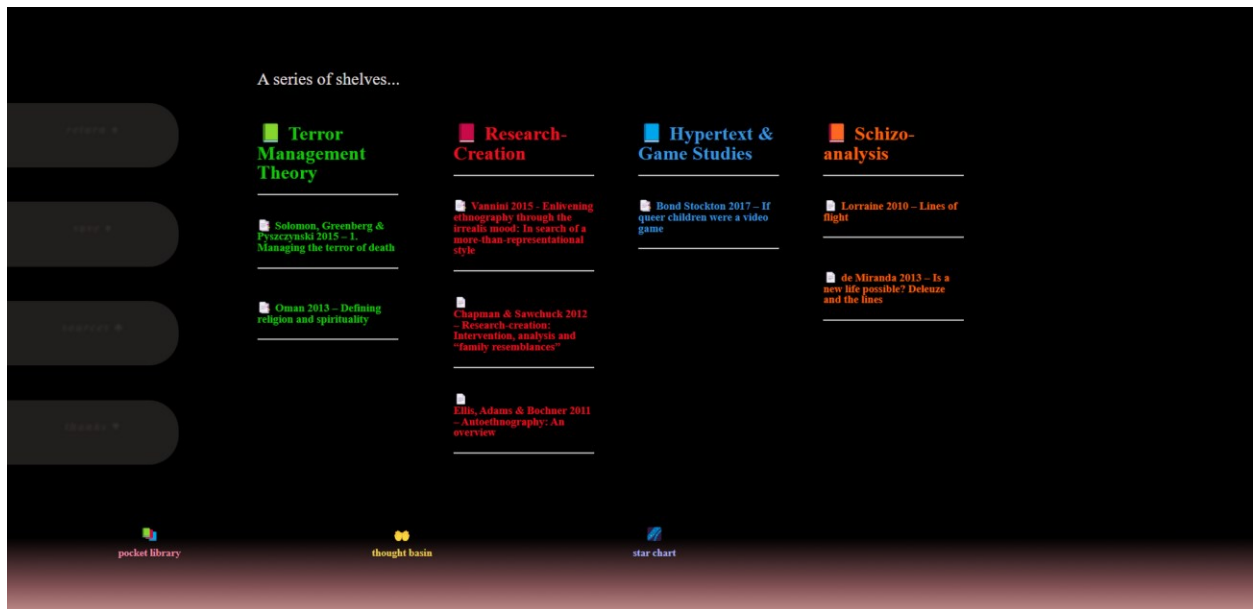 A series of shelves...
Terror
Management
Theory
Solomon, Greenberg &
Pyszczynski 2015 – 1.
Managing the terror of death
Oman 2013 – Defining
religion and spirituality
Research-
Creation
Vannini 2015 - Enlivening
ethnography through the
irrealis mood: In search of a
more-than-representational
style
Chapman & Sawchuck 2012
– Research-creation:
Intervention, analysis and
“family resemblances”
Ellis, Adams & Bochner 2011
– Autoethnography: An
overview
Hypertext &
Game Studies
Bond Stockton 2017 – If
queer children were a video
game
Schizo-
analysis
Lorraine 2010 – Lines of
flight
de Miranda 2013 – Is a
new life possible? Deleuze
and the lines
pocket library
thought basin
star chart